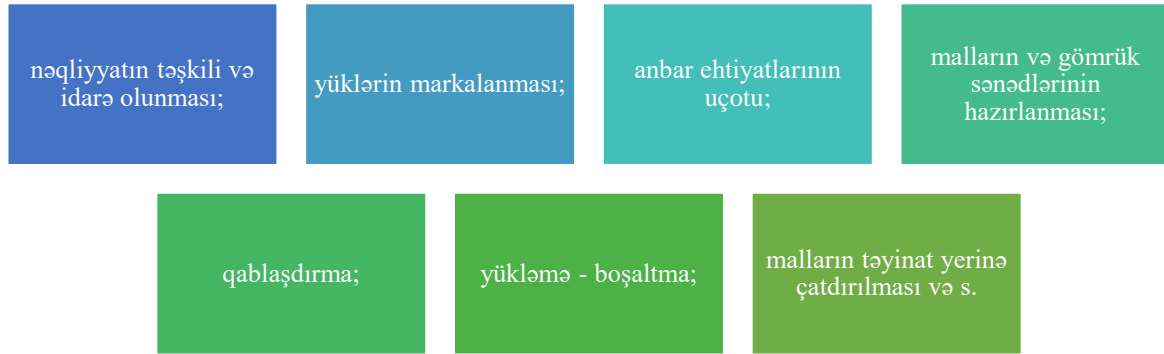 nəqliyyatın təşkili və
idarə olunması;
yüklərin markalanması;
anbar ehtiyatlarının
uçotu;
malların və gömrük
sənədlərinin
hazırlanması;
qablaşdırma;
yükləmə - boşaltma;
malların təyinat yerinə
çatdırılması və s.